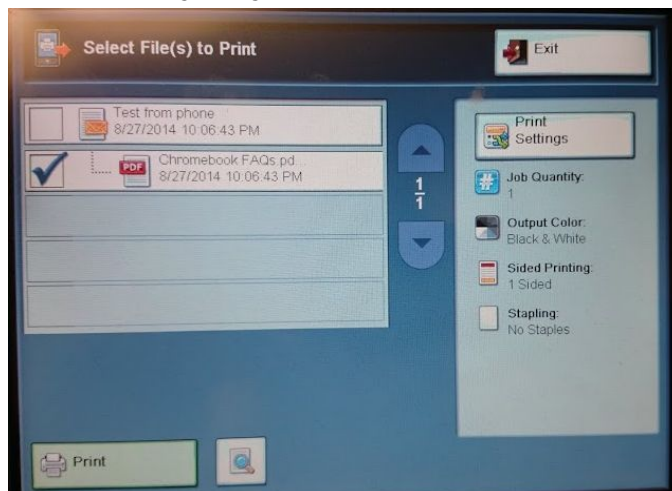 Select File(s) to Print
Exit
Test from phone
8/27/2014 10:06:43 PM
PDF
Chromebook FAQs.pd...
8/27/2014 10:06:43 PM
1
1
Print
Settings
#
Job Quantity:
1
Output Color:
Black & White
Sided Printing:
1 Sided
Stapling:
No Staples
Print